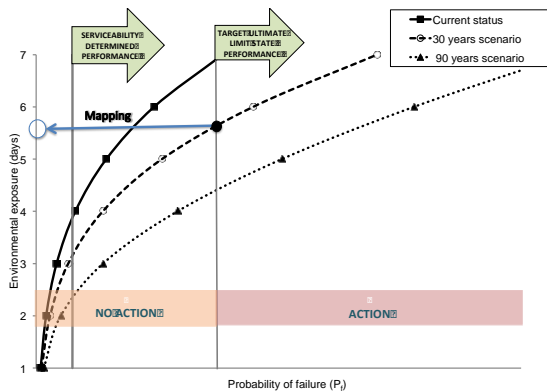 SERVICEABILITY
DETERMINED
PERFORMANCE
TARGET ULTIMATE
LIMIT STATE
PERFORMANCE
Current status
30 years scenario
90 years scenario
7
6
5
4
3
2
1
Mapping
Environmental exposure (days)
NO ACTION
ACTION
Probability of failure (Pf)